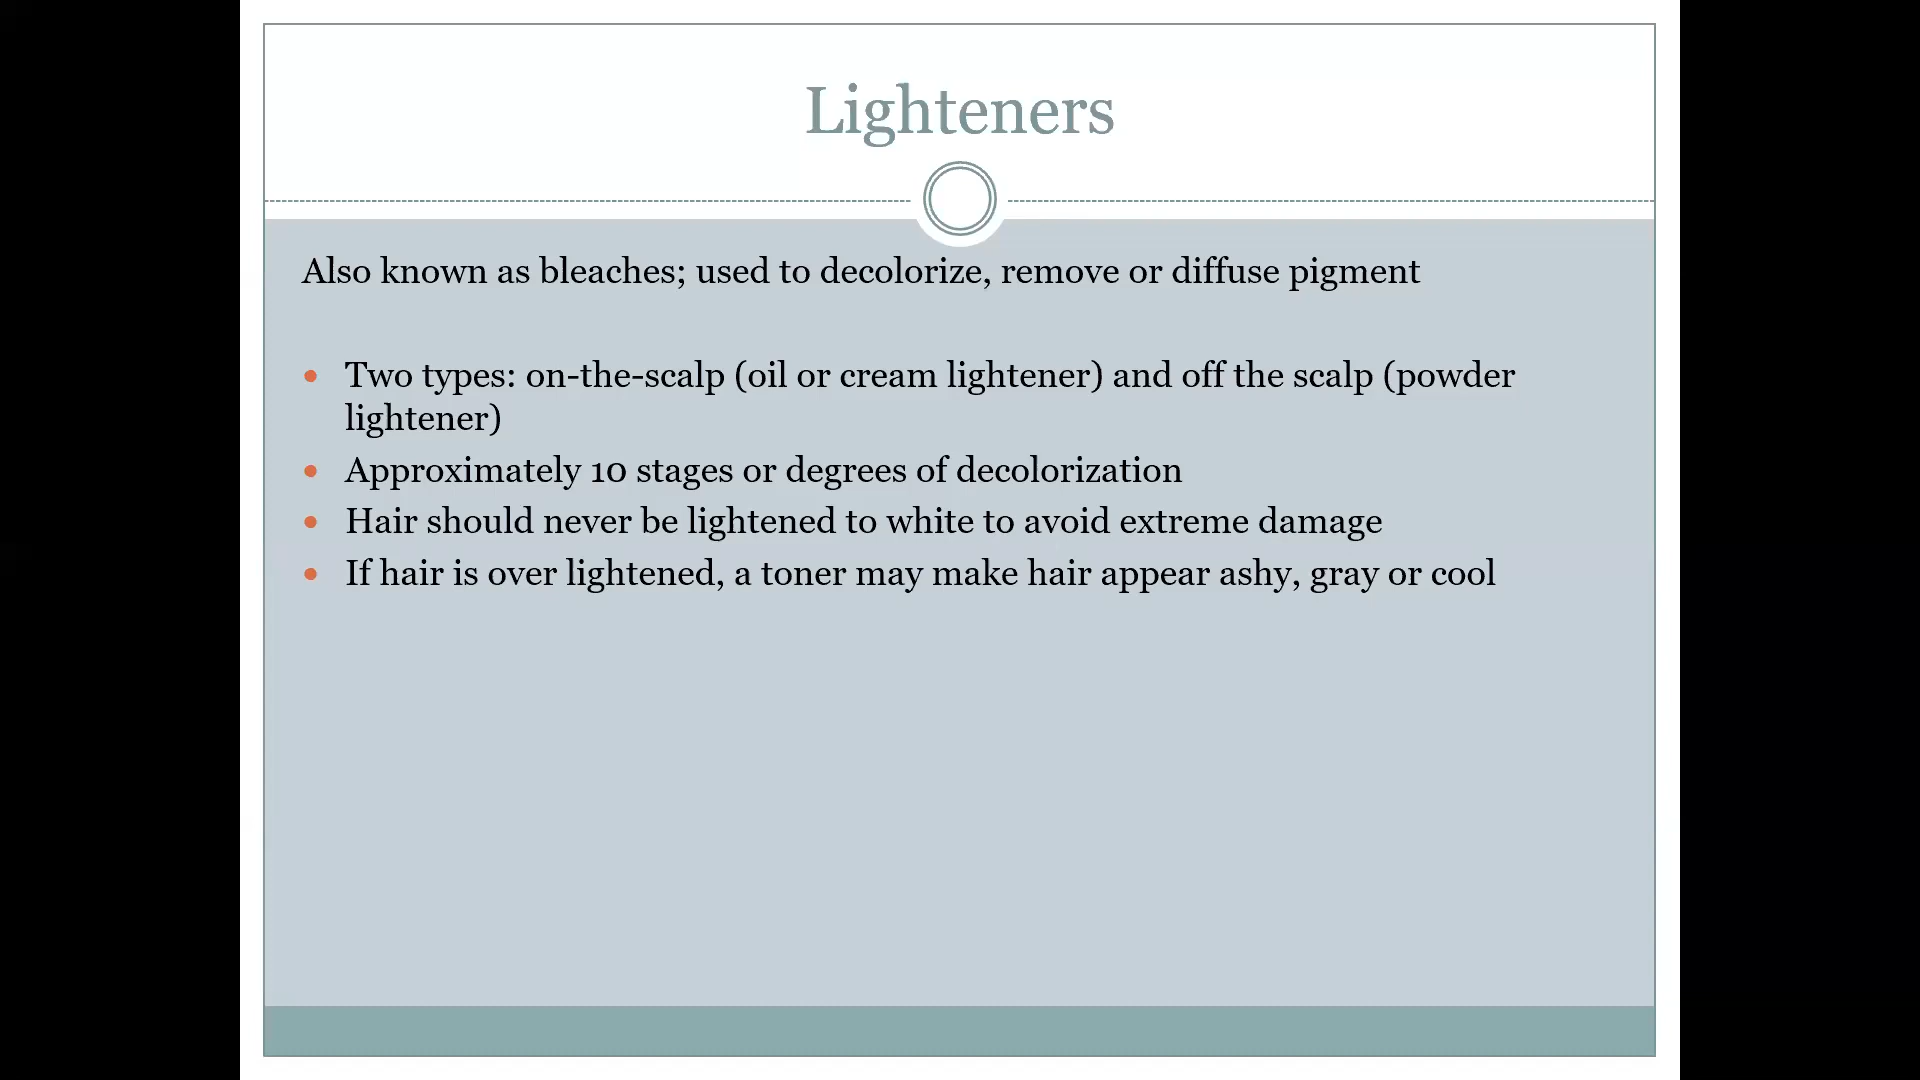 Lighteners
Also known as bleaches; used to decolorize, remove or diffuse pigment
• Two types: on-the-scalp (oil or cream lightener) and off the scalp (powder
lightener)
• Approximately 10 stages or degrees of decolorization
• Hair should never be lightened to white to avoid extreme damage
• If hair is over lightened, a toner may make hair appear ashy, gray or cool